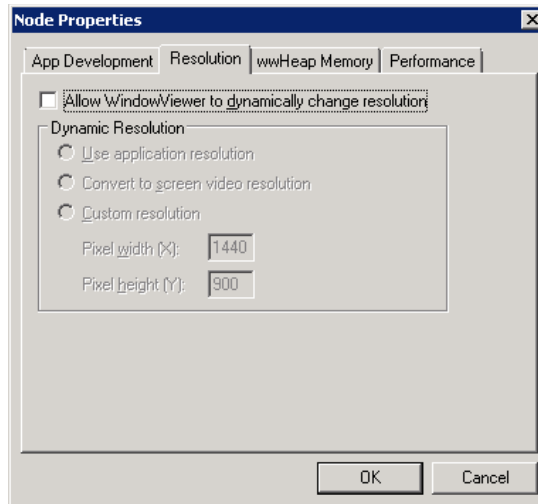 Node Properties
App Development Resolution wwHeap Memory Performance
Allow WindowViewer to dynamically change resolution
Dynamic Resolution
Use application resolution
Convert to screen video resolution
Custom resolution
Pixel width (X): 1440
Pixel height (Y): 900
OK Cancel